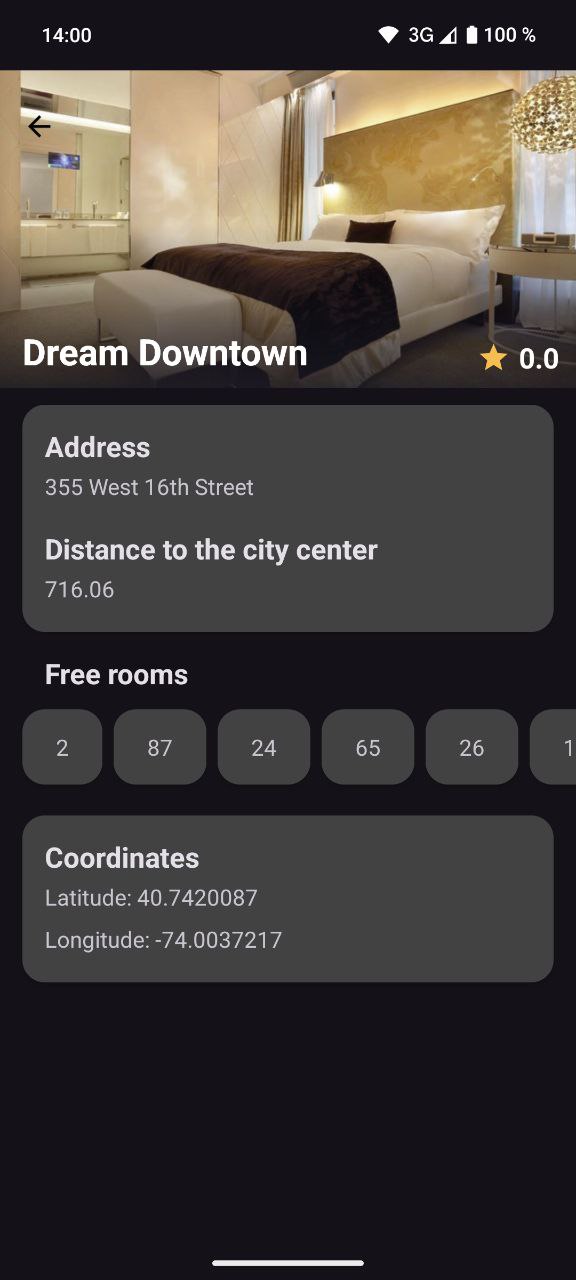 14:00 3G 100 %
Dream Downtown
0.0
Address
355 West 16th Street
Distance to the city center
716.06
Free rooms
2 87 24 65 26 1
Coordinates
Latitude: 40.7420087
Longitude: -74.0037217